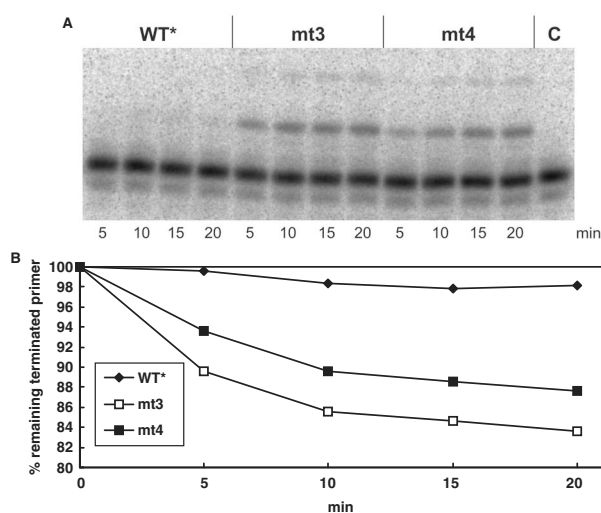 A
WT* mt3 mt4 C
5 10 15 20 5 10 15 20 5 10 15 20 min
B
100
98
96
94
92
90
88
86
84
82
80
% remaining terminated primer
WT*
mt3
mt4
0 5 10 15 20
min